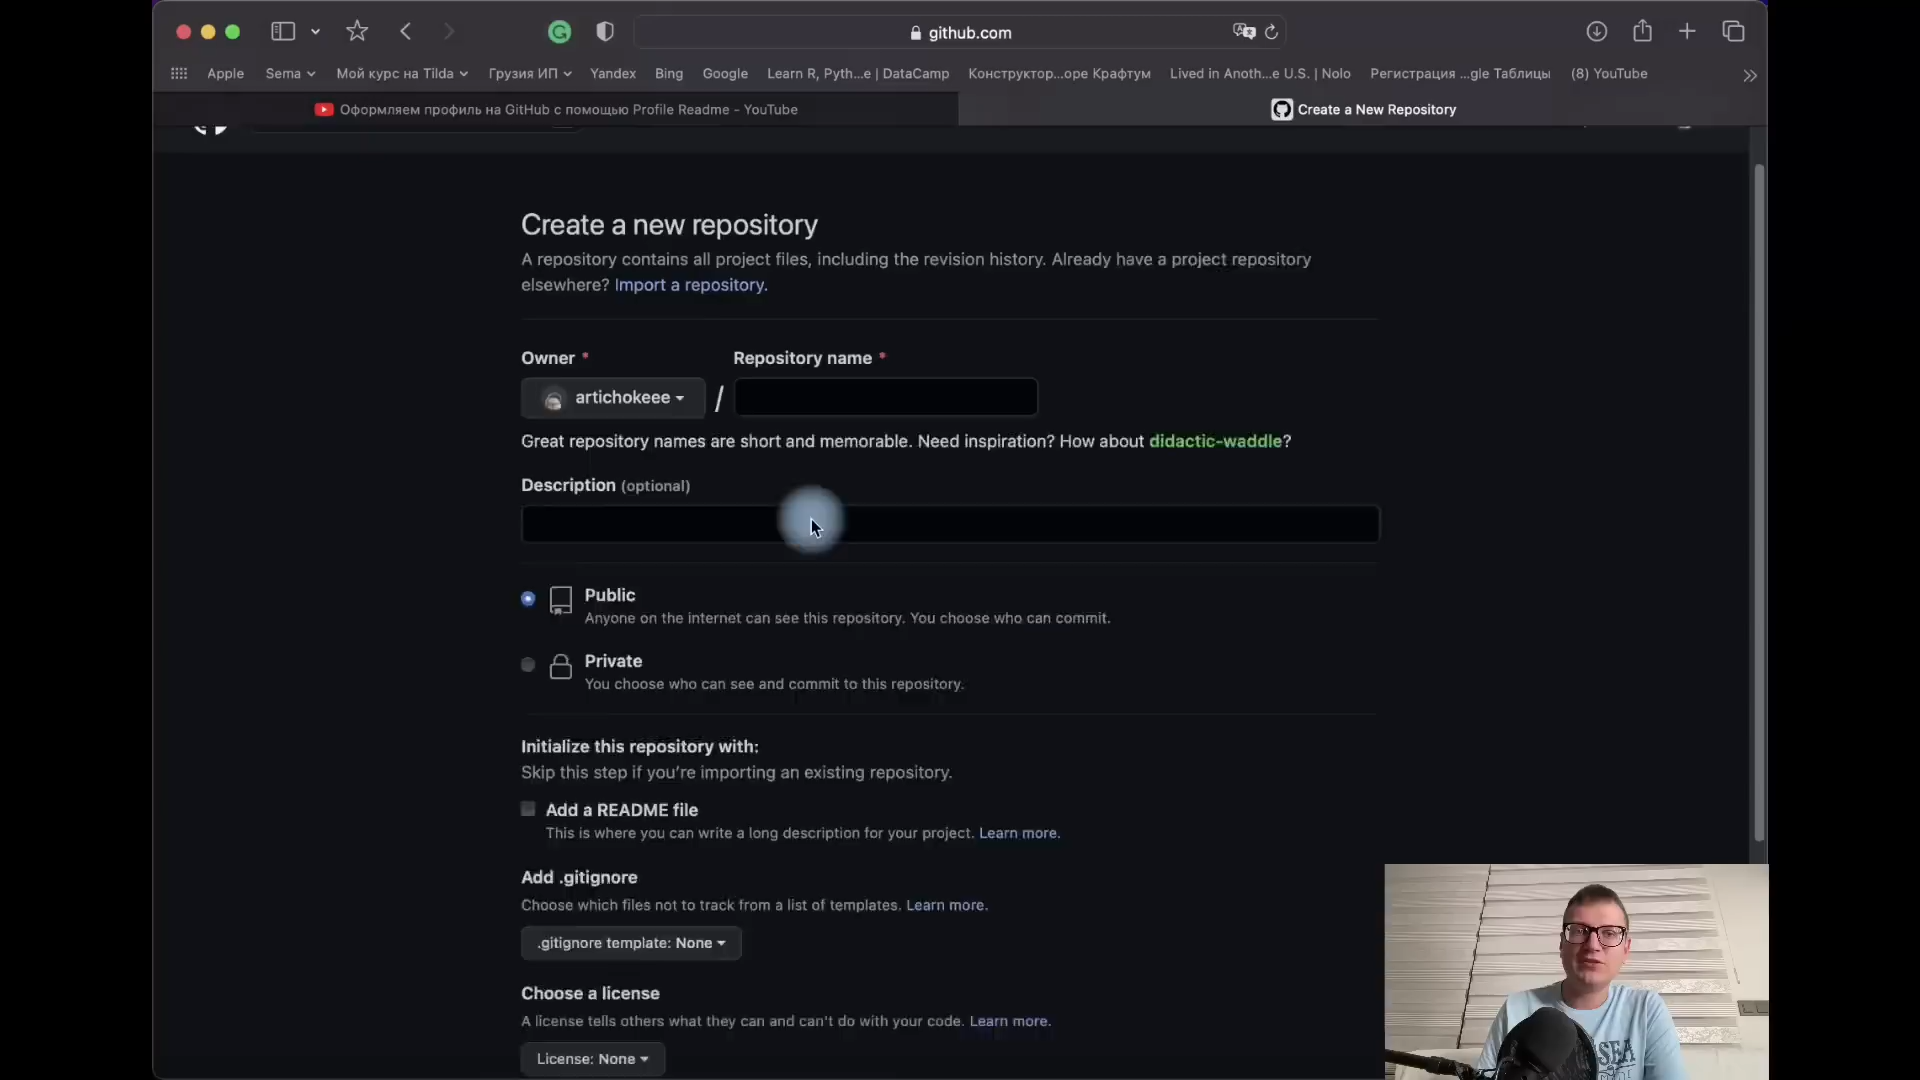 github.com
Apple Sema Мой курс на Tilda Грузия ИП Yandex Bing Google Learn R, Pyth...e | DataCamp Конструктор...оре Крафтум Lived in Anoth...e U.S. | Nolo Регистрация ...gle Таблицы (8) YouTube
Оформляем профиль на GitHub с помощью Profile Readme - YouTube
Create a New Repository
Create a new repository
A repository contains all project files, including the revision history. Already have a project repository
elsewhere? Import a repository.
Owner * Repository name *
artichokeee /
Great repository names are short and memorable. Need inspiration? How about didactic-waddle?
Description (optional)
Public
Anyone on the internet can see this repository. You choose who can commit.
Private
You choose who can see and commit to this repository.
Initialize this repository with:
Skip this step if you’re importing an existing repository.
Add a README file
This is where you can write a long description for your project. Learn more.
Add .gitignore
Choose which files not to track from a list of templates. Learn more.
.gitignore template: None
Choose a license
A license tells others what they can and can't do with your code. Learn more.
License: None
SEA